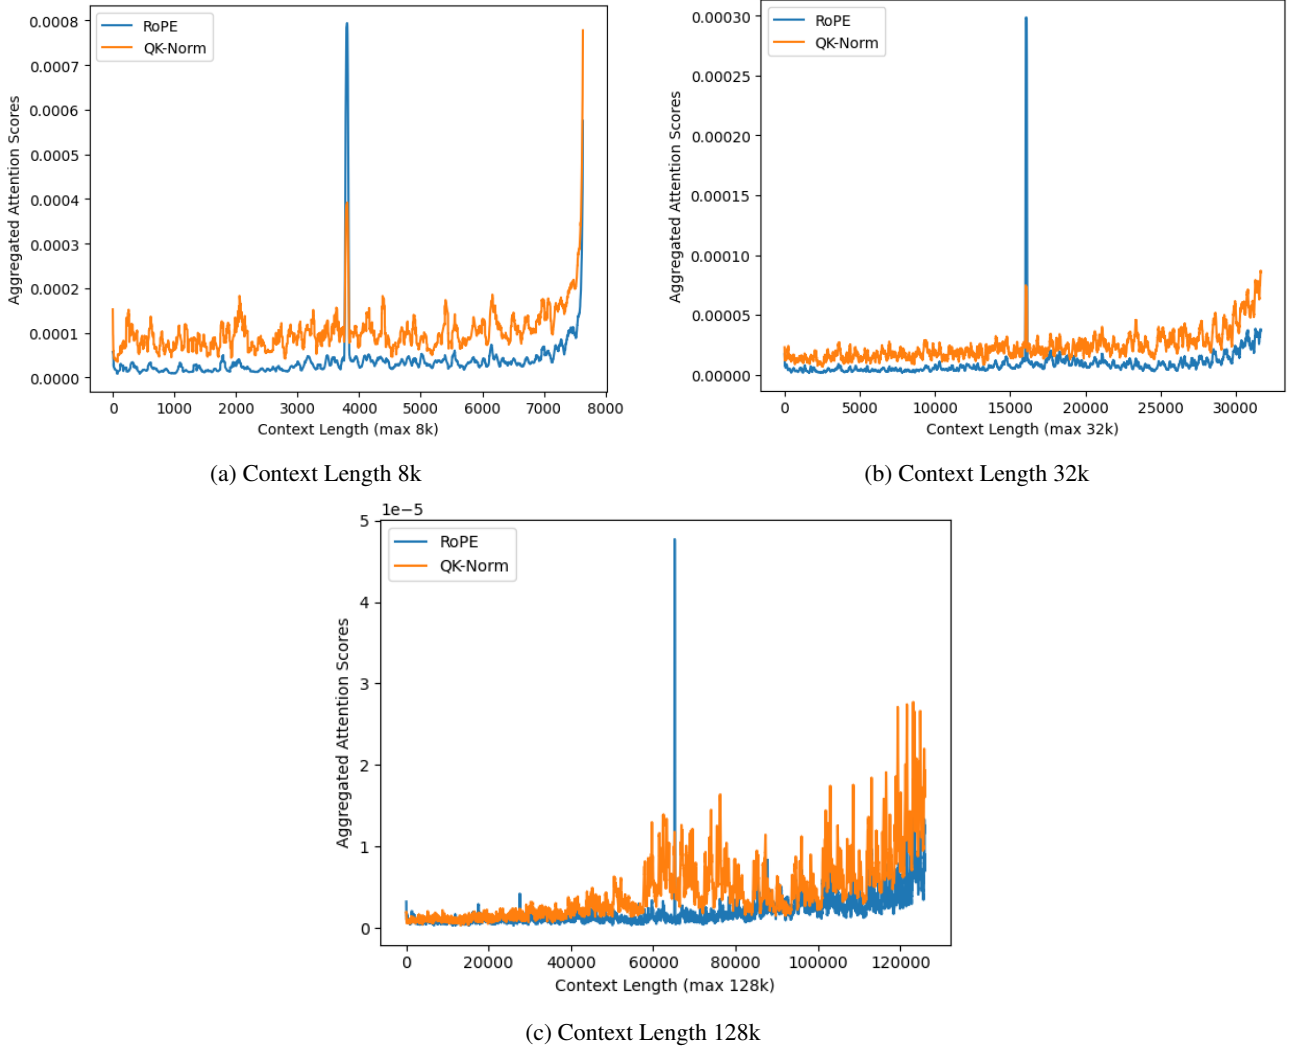 RoPE
QK-Norm
Aggregated Attention Scores
0.0008
0.0007
0.0006
0.0005
0.0004
0.0003
0.0002
0.0001
0.0000
0 1000 2000 3000 4000 5000 6000 7000 8000
Context Length (max 8k)
(a) Context Length 8k
RoPE
QK-Norm
Aggregated Attention Scores
0.00030
0.00025
0.00020
0.00015
0.00010
0.00005
0.00000
0 5000 10000 15000 20000 25000 30000
Context Length (max 32k)
(b) Context Length 32k
1e−5
RoPE
QK-Norm
Aggregated Attention Scores
5
4
3
2
1
0
0 20000 40000 60000 80000 100000 120000
Context Length (max 128k)
(c) Context Length 128k